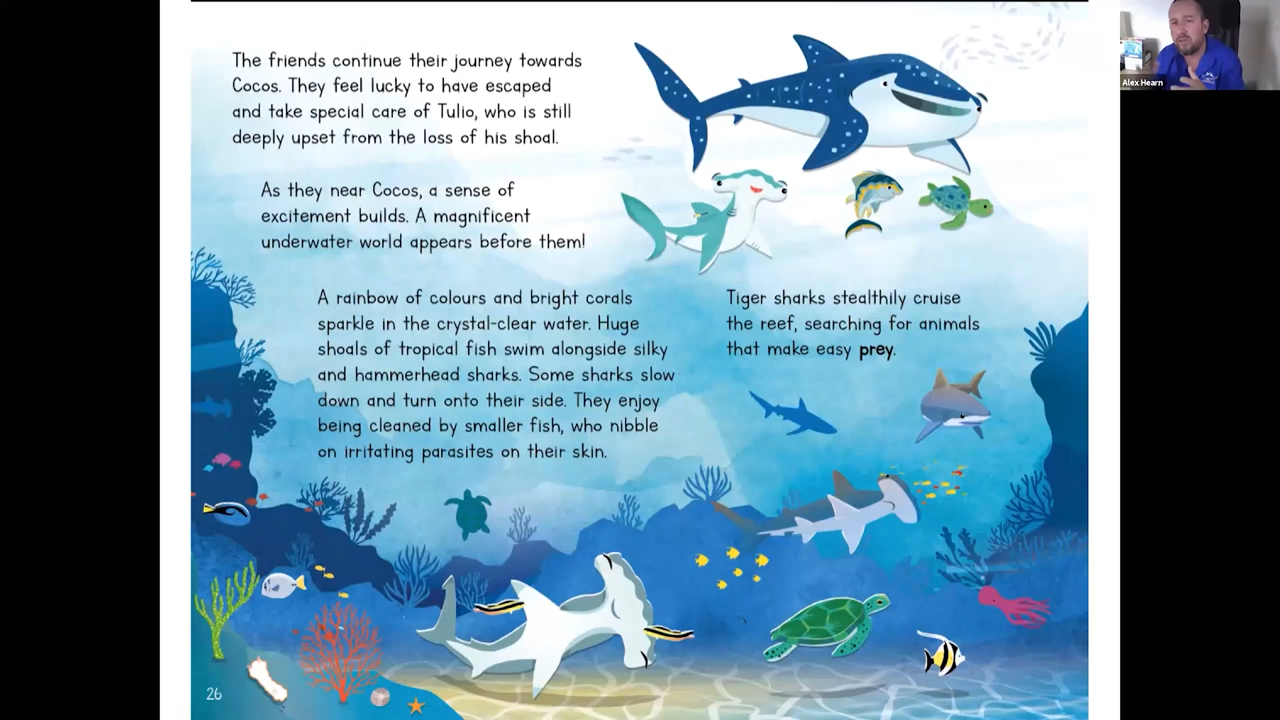 The friends continue their journey towards
Cocos. They feel lucky to have escaped
and take special care of Tulio, who is still
deeply upset from the loss of his shoal.
As they near Cocos, a sense of
excitement builds. A magnificent
underwater world appears before them!
A rainbow of colours and bright corals
sparkle in the crystal-clear water. Huge
shoals of tropical fish swim alongside silky
and hammerhead sharks. Some sharks slow
down and turn onto their side. They enjoy
being cleaned by smaller fish, who nibble
on irritating parasites on their skin.
Tiger sharks stealthily cruise
the reef, searching for animals
that make easy prey.
26
Alex Hearn